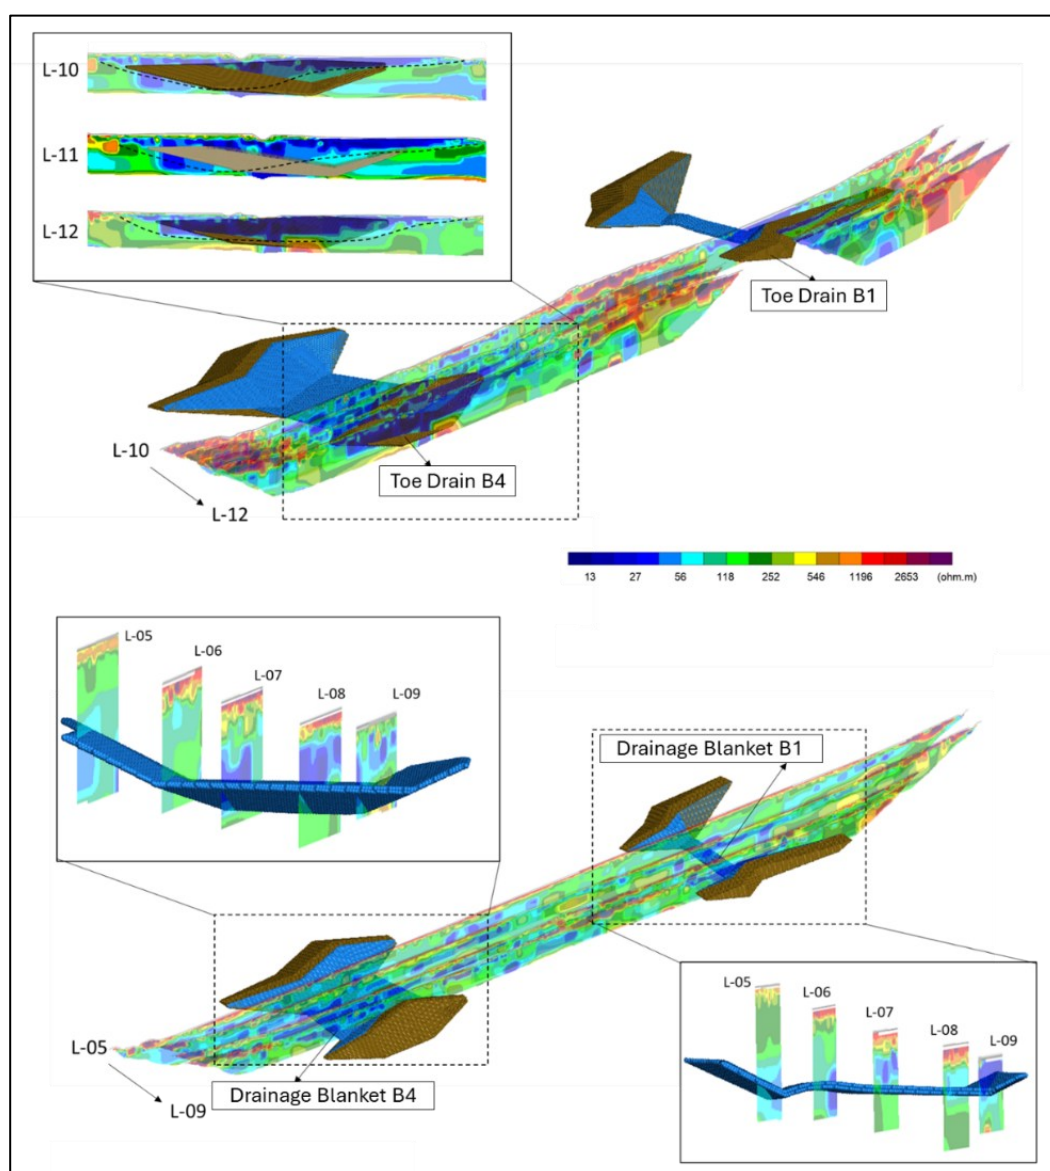 L-10
L-11
L-12
Toe Drain B1
Toe Drain B4
L-10
L-12
13 27 56 118 252 546 1196 2653 (ohm.m)
L-05
L-06
L-07
L-08
L-09
Drainage Blanket B1
L-05
L-09
Drainage Blanket B4
L-05
L-06
L-07
L-08
L-09